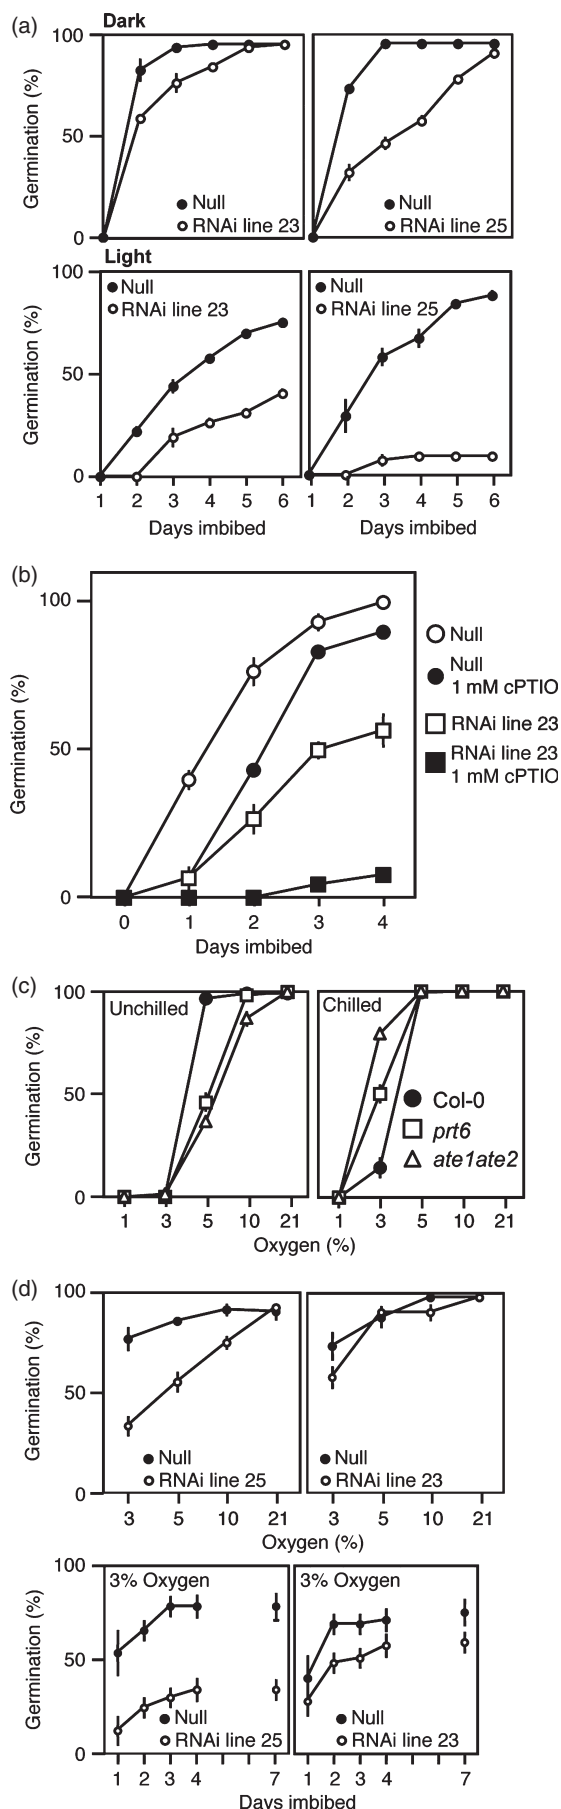 (a) Dark
100
50
0
Germination (%)
Null
RNAi line 23
Null
RNAi line 25
Light
100
50
0
Germination (%)
Null
RNAi line 23
Null
RNAi line 25
1 2 3 4 5 6
1 2 3 4 5 6
Days imbibed
Days imbibed
(b)
100
50
0
Germination (%)
0 1 2 3 4
Days imbibed
Null
Null
1 mM cPTIO
RNAi line 23
RNAi line 23
1 mM cPTIO
(c)
100
50
0
Germination (%)
Unchilled
Chilled
Col-0
prt6
ate1ate2
1 3 5 10 21
1 3 5 10 21
Oxygen (%)
(d)
100
50
0
Germination (%)
Null
RNAi line 25
Null
RNAi line 23
3 5 10 21
3 5 10 21
Oxygen (%)
100
50
0
Germination (%)
3% Oxygen
3% Oxygen
Null
RNAi line 25
Null
RNAi line 23
1 2 3 4 7
1 2 3 4 7
Days imbibed